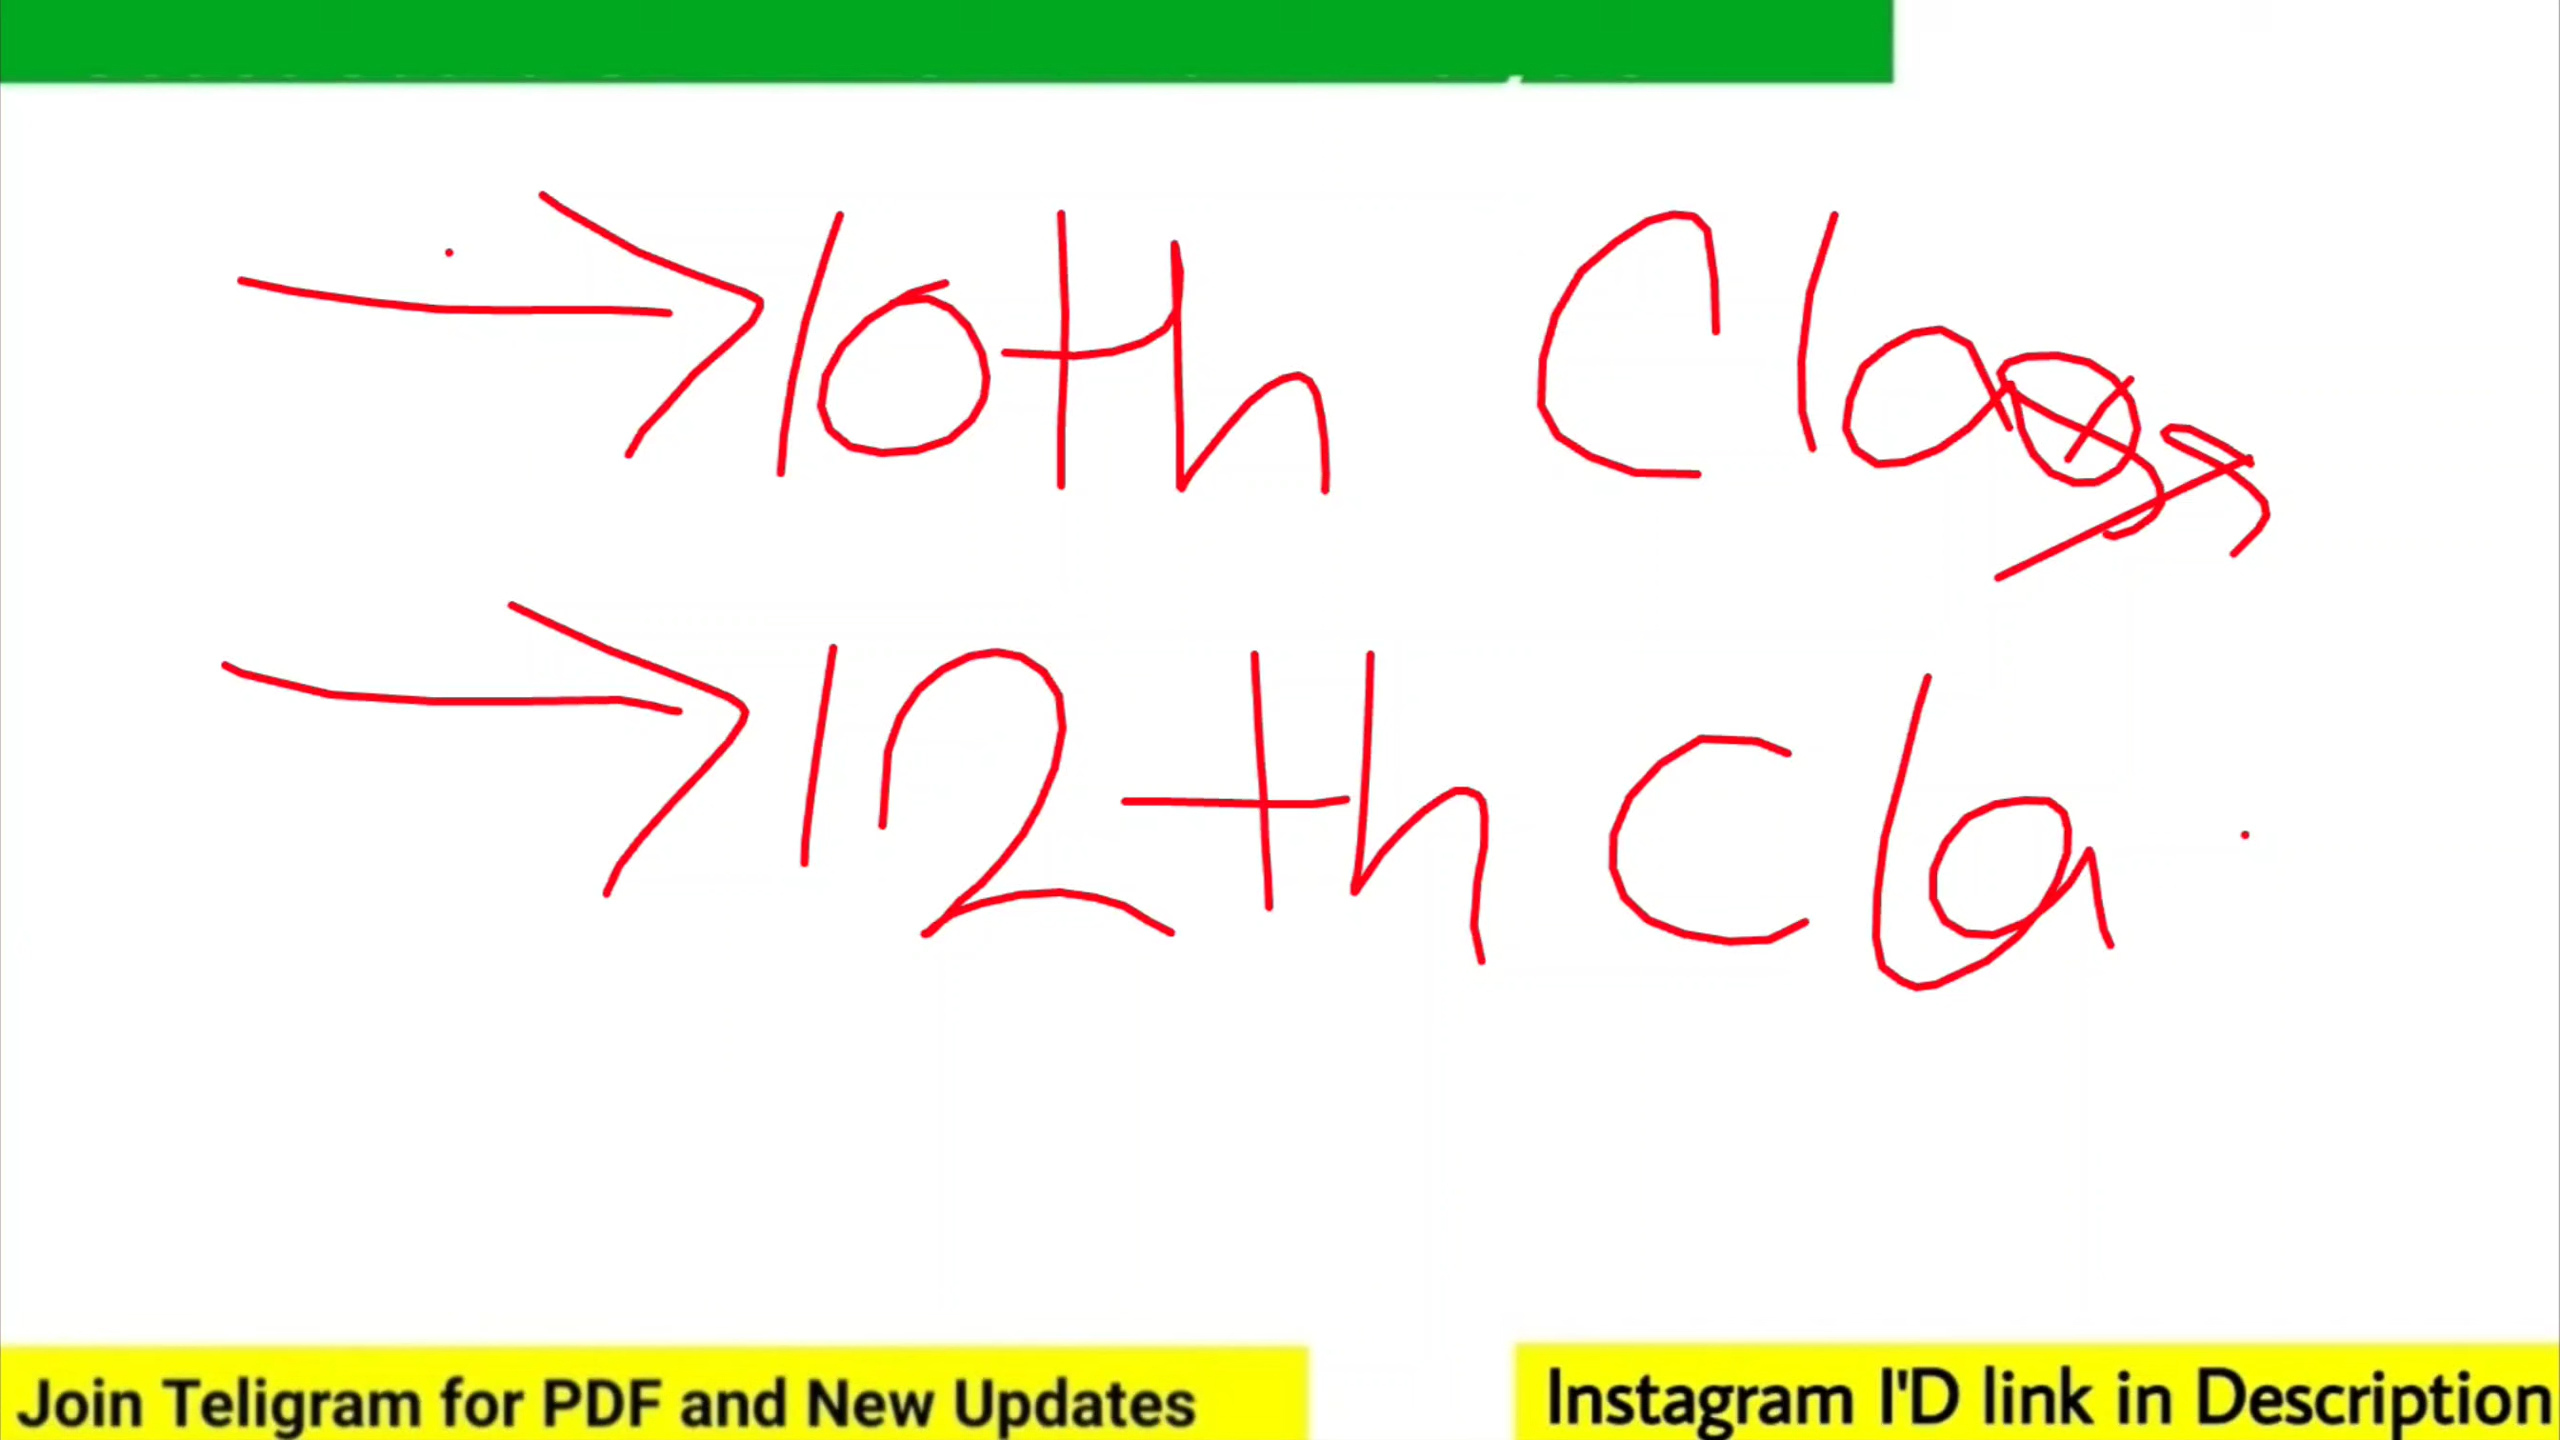 →10th Class
→12th Cla
Join Teligram for PDF and New Updates
Instagram I'D link in Description